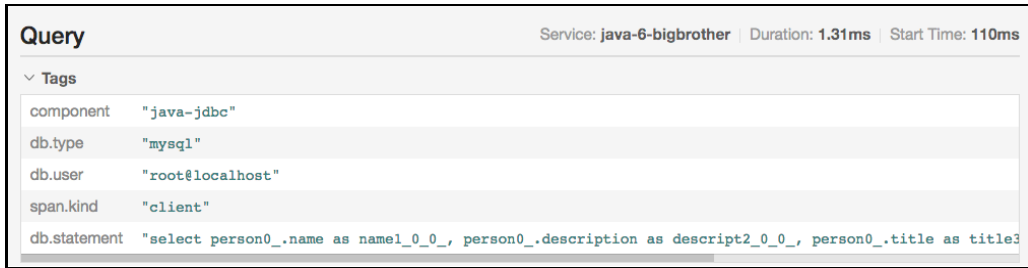 Query Service: java-6-bigbrother | Duration: 1.31ms | Start Time: 110ms
Tags
component "java-jdbc"
db.type "mysql"
db.user "root@localhost"
span.kind "client"
db.statement "select person0_.name as name1_0_0_, person0_.description as descript2_0_0_, person0_.title as title3